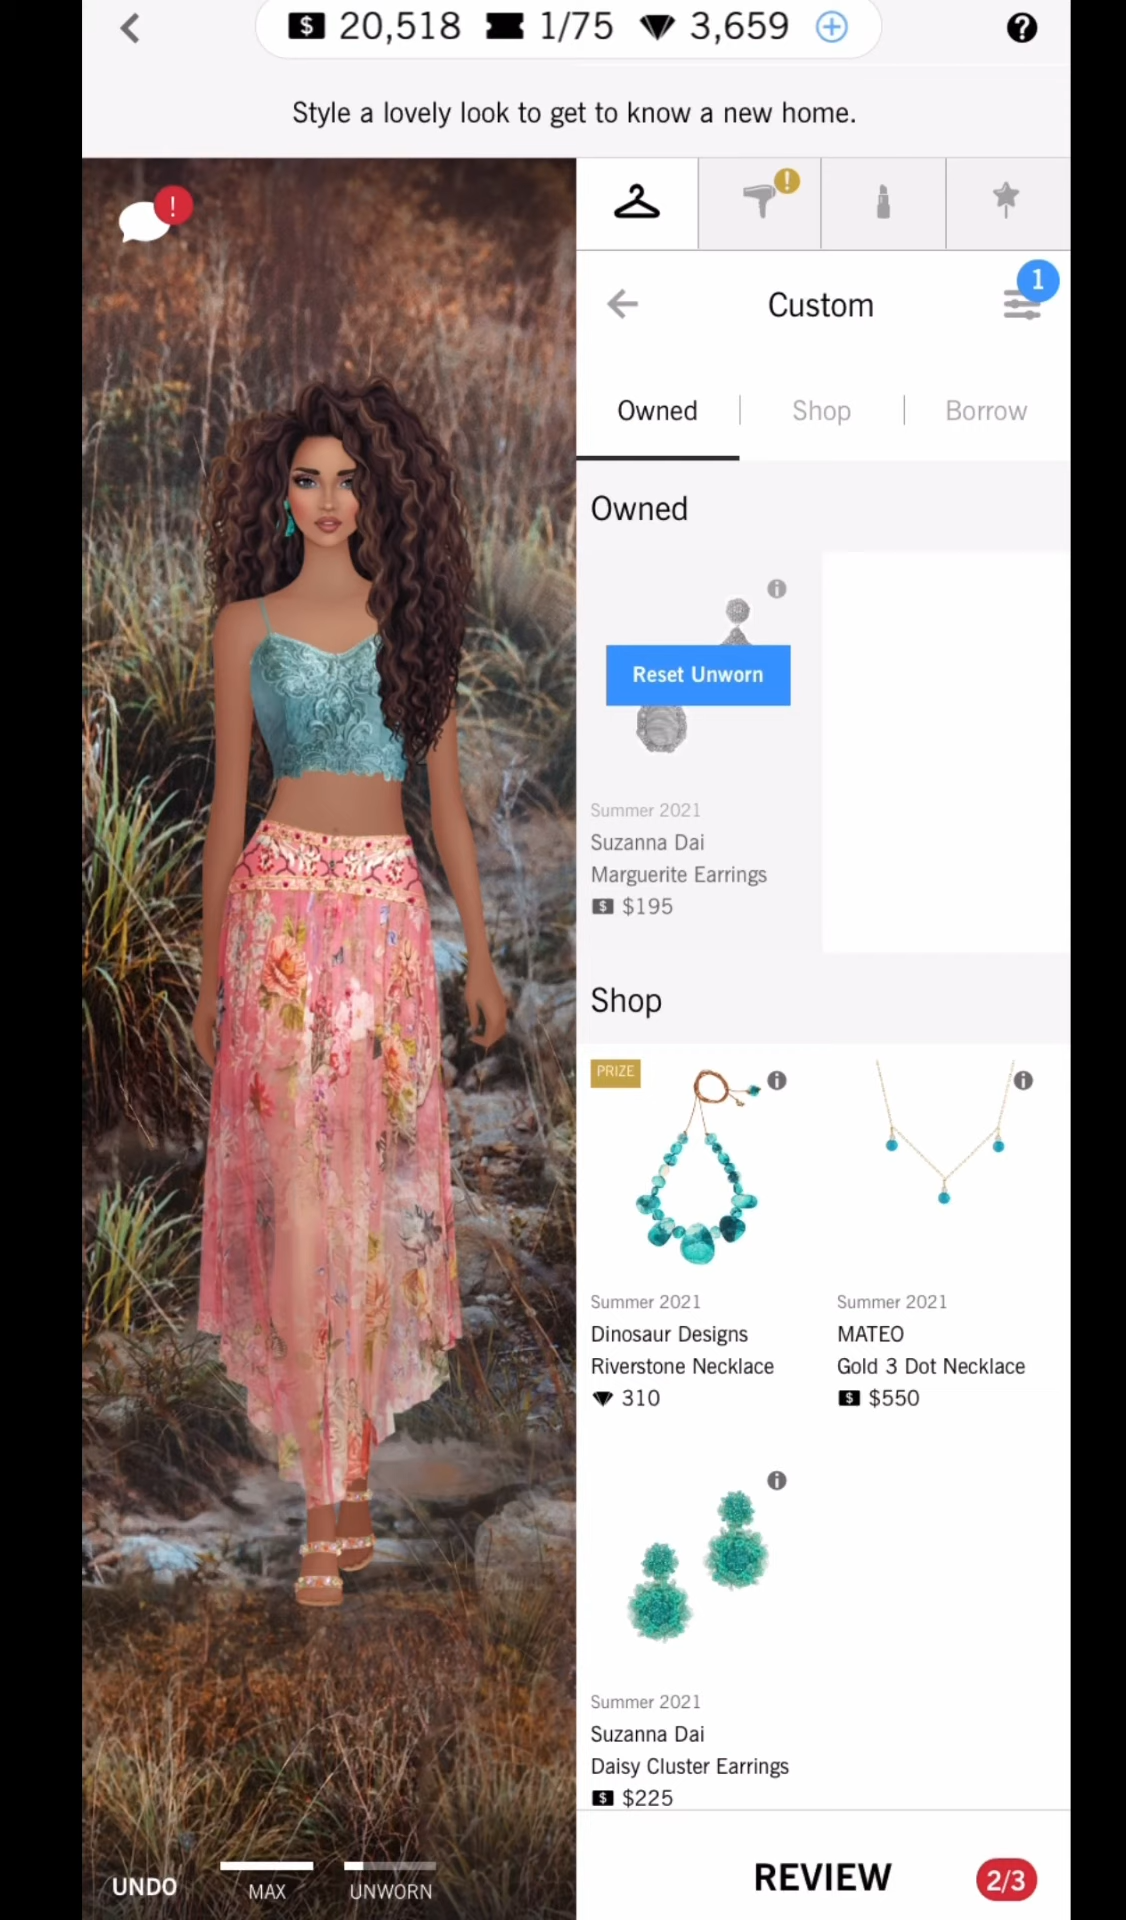 $ 20,518 1/75 3,659
?
Style a lovely look to get to know a new home.
!
!
Custom
1
Owned
Shop
Borrow
Owned
i
Reset Unworn
Summer 2021
Suzanna Dai
Marguerite Earrings
$ $195
Shop
PRIZE
i
i
Summer 2021
Dinosaur Designs
Riverstone Necklace
310
Summer 2021
MATEO
Gold 3 Dot Necklace
$ $550
i
Summer 2021
Suzanna Dai
Daisy Cluster Earrings
$ $225
UNDO
MAX
UNWORN
REVIEW
2/3